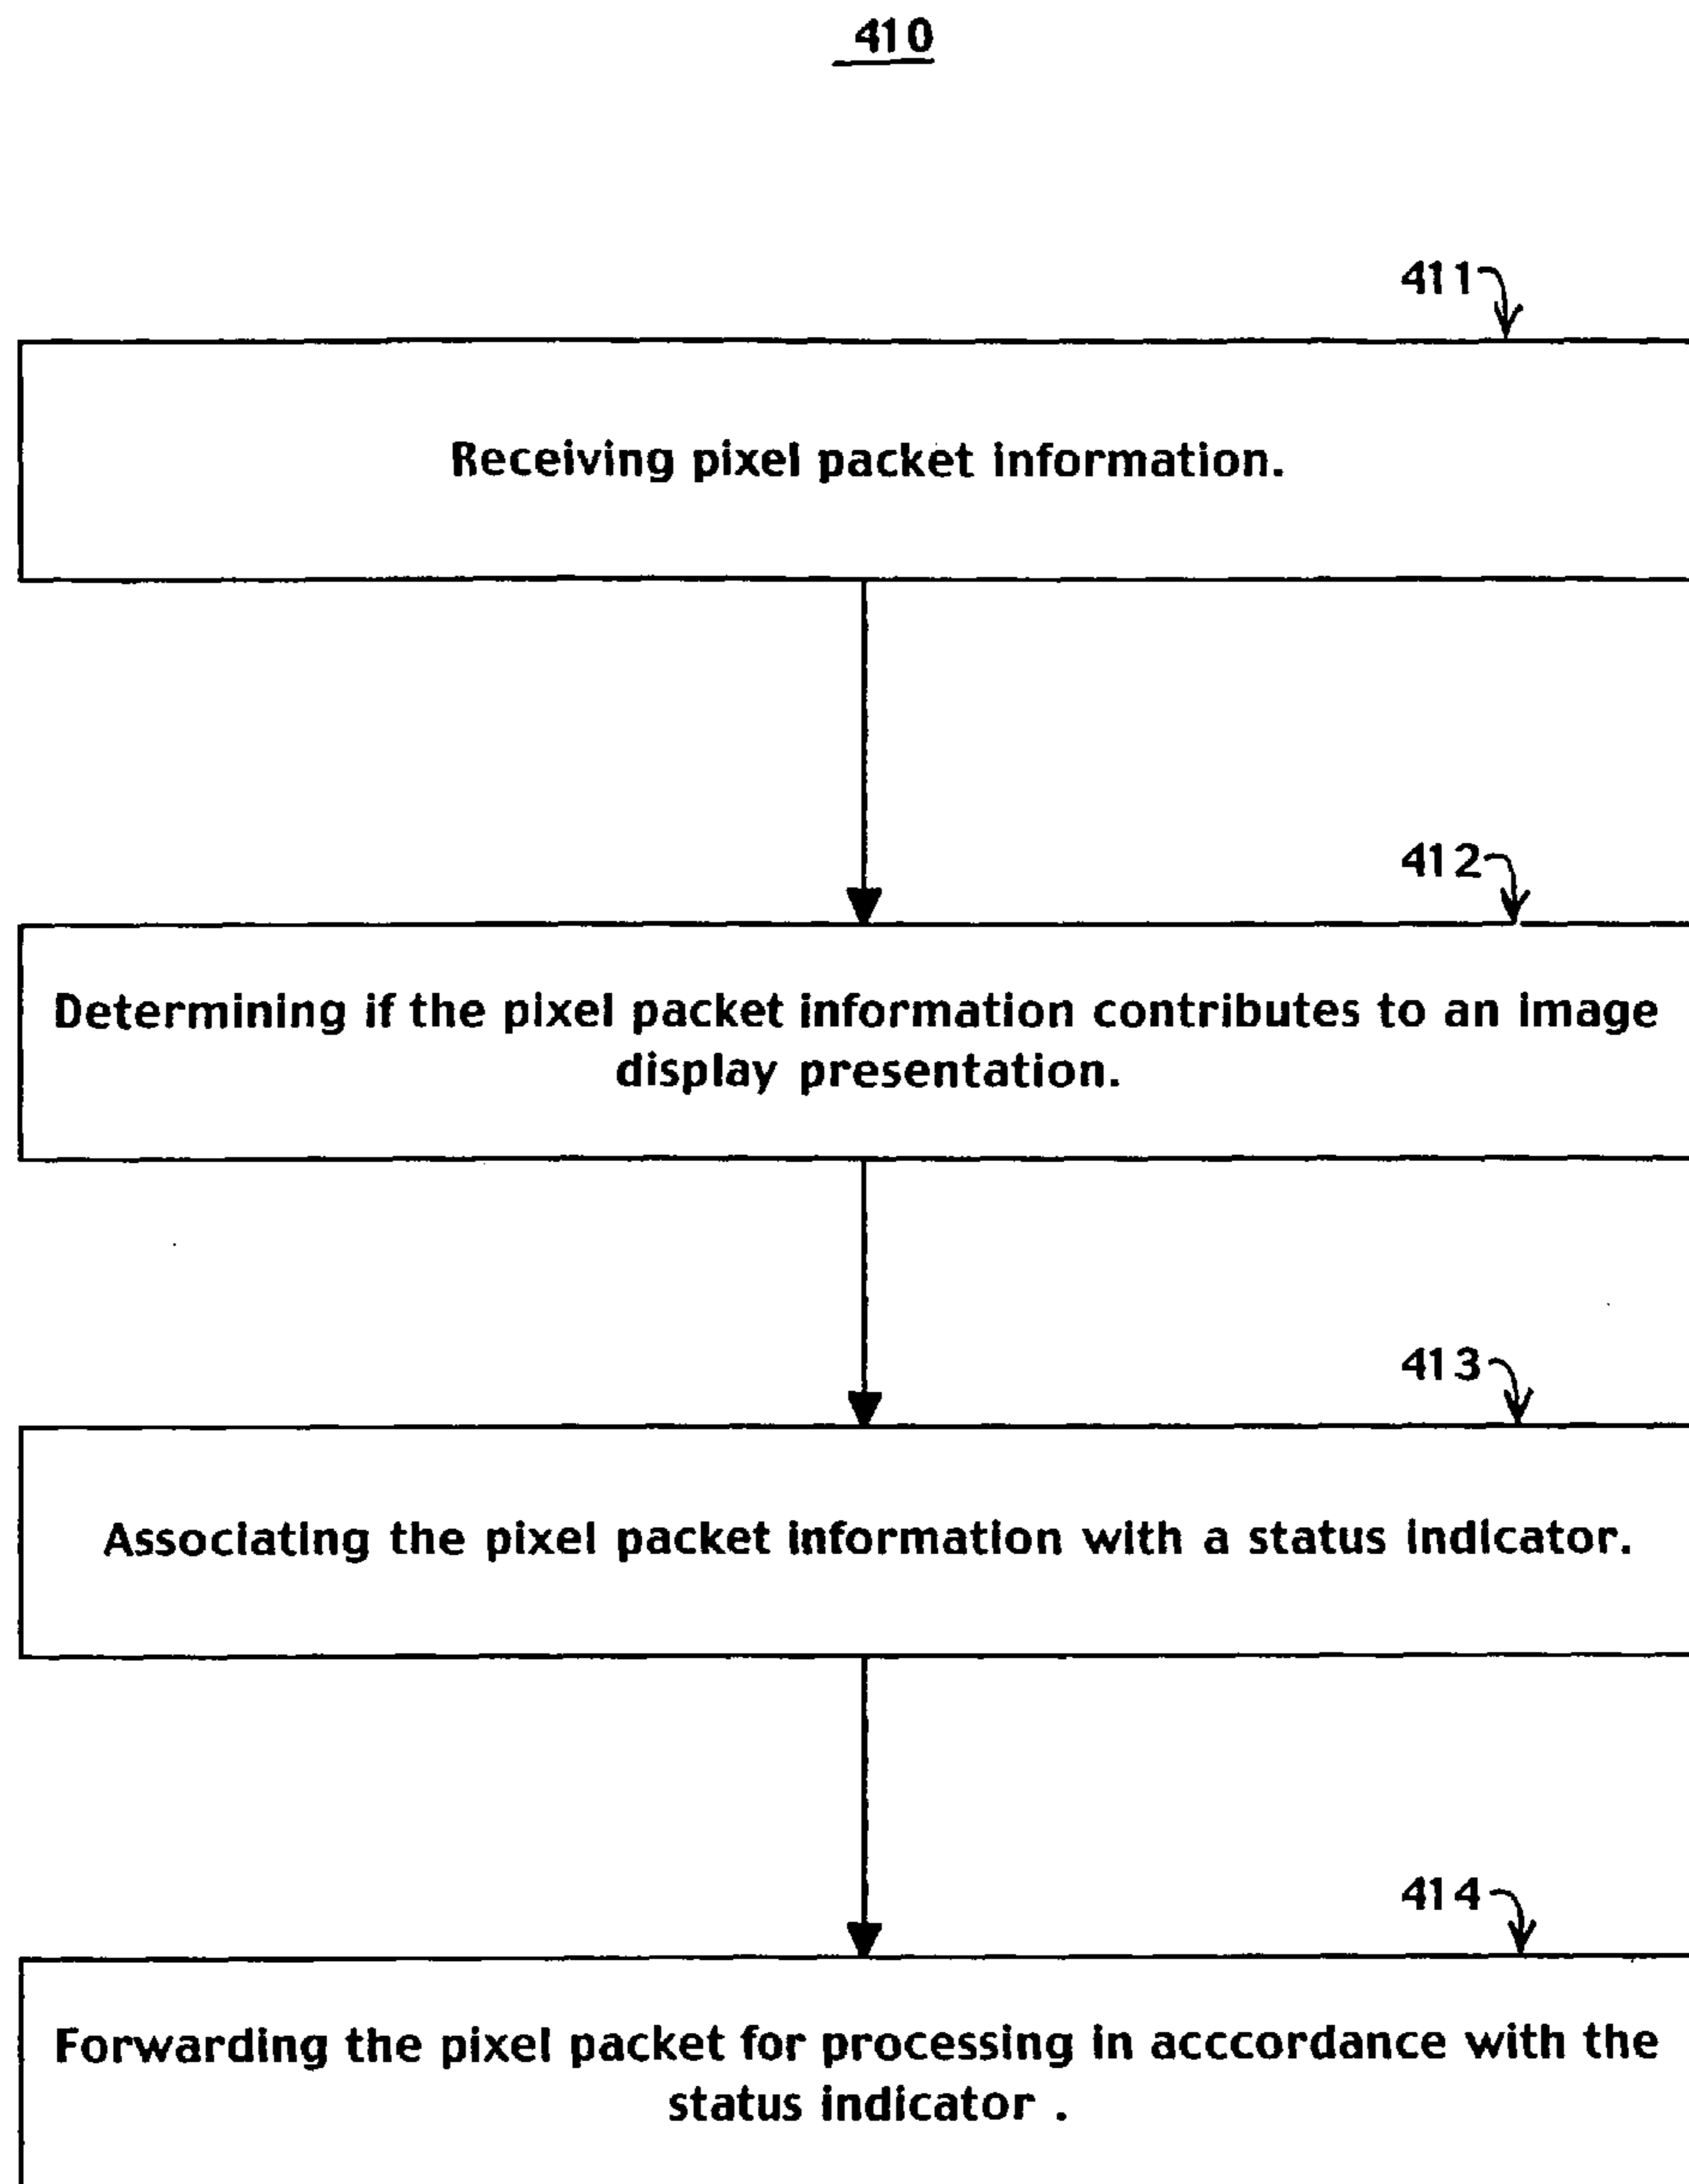 410
411
Receiving pixel packet information.
412
Determining if the pixel packet information contributes to an image
display presentation.
413
Associating the pixel packet information with a status indicator.
414
Forwarding the pixel packet for processing in acccordance with the
status indicator .